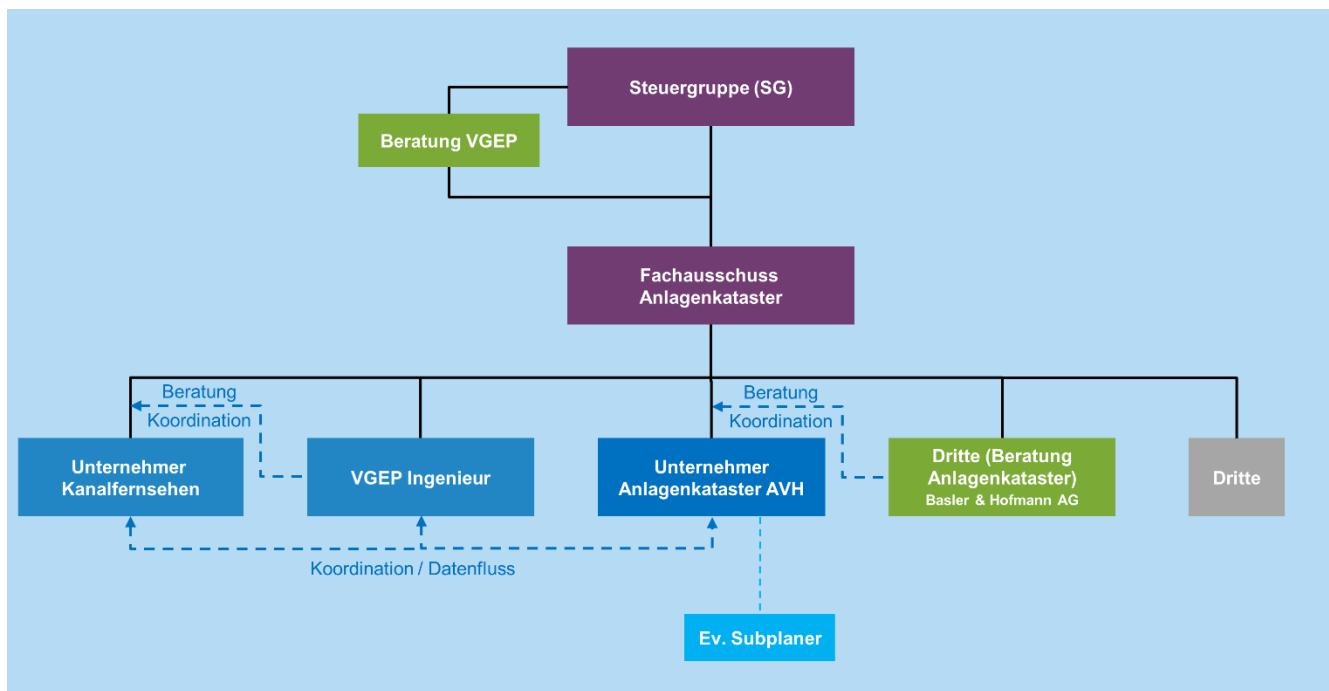 Steuergruppe (SG)
Beratung VGEP
Fachausschuss
Anlagenkataster
Beratung
Koordination
Beratung
Koordination
Unternehmer
Kanalfernsehen
VGEP Ingenieur
Unternehmer
Anlagenkataster AVH
Dritte (Beratung
Anlagenkataster)
Basler & Hofmann AG
Dritte
Koordination / Datenfluss
Ev. Subplaner